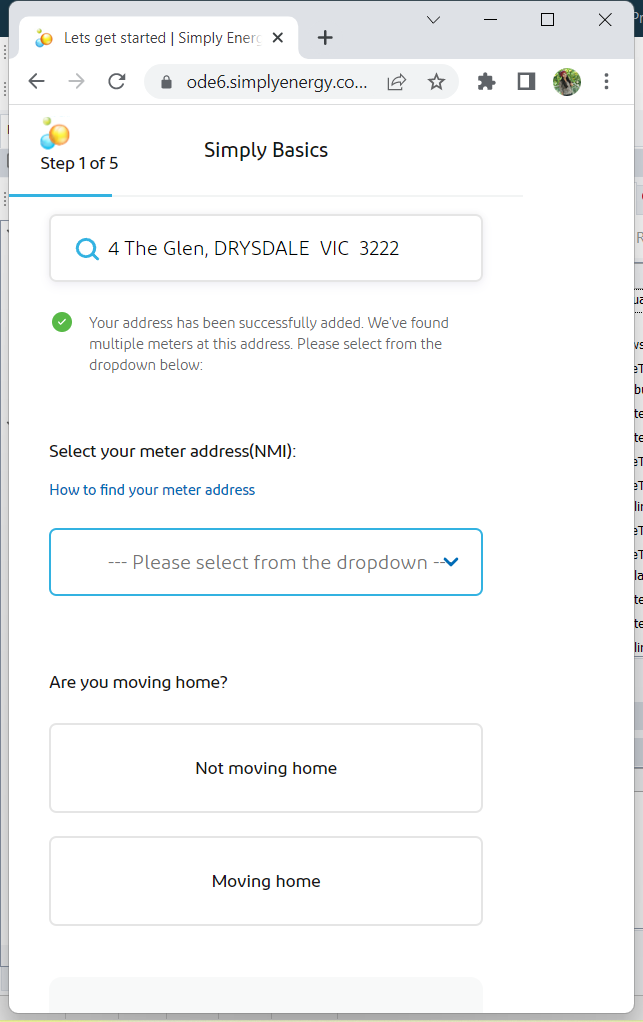 Lets get started | Simply Energ
ode6.simplyenergy.co...
Step 1 of 5
Simply Basics
4 The Glen, DRYSDALE VIC 3222
Your address has been successfully added. We've found
multiple meters at this address. Please select from the
dropdown below:
Select your meter address(NMI):
How to find your meter address
--- Please select from the dropdown --
Are you moving home?
Not moving home
Moving home